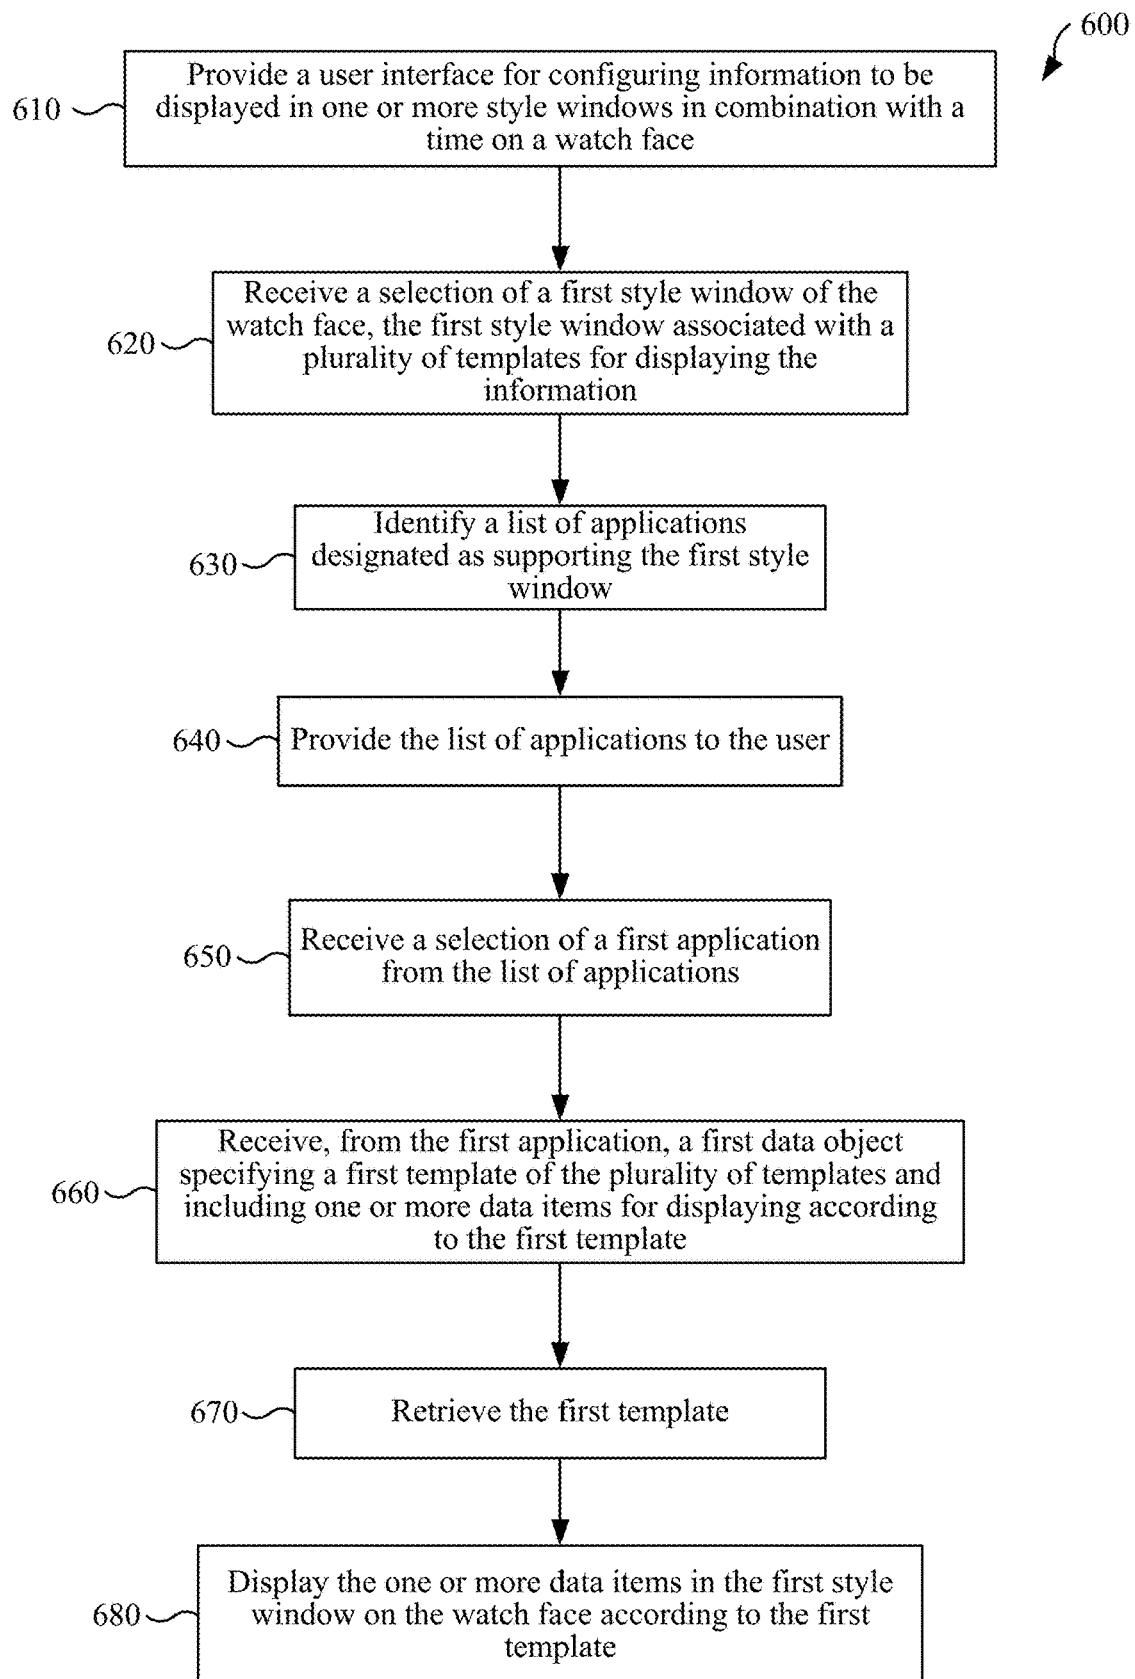 600
Provide a user interface for configuring information to be
displayed in one or more style windows in combination with a
time on a watch face
610
Receive a selection of a first style window of the
watch face, the first style window associated with a
plurality of templates for displaying the
information
620
Identify a list of applications
designated as supporting the first style
window
630
Provide the list of applications to the user
640
Receive a selection of a first application
from the list of applications
650
Receive, from the first application, a first data object
specifying a first template of the plurality of templates and
including one or more data items for displaying according
to the first template
660
Retrieve the first template
670
Display the one or more data items in the first style
window on the watch face according to the first
template
680